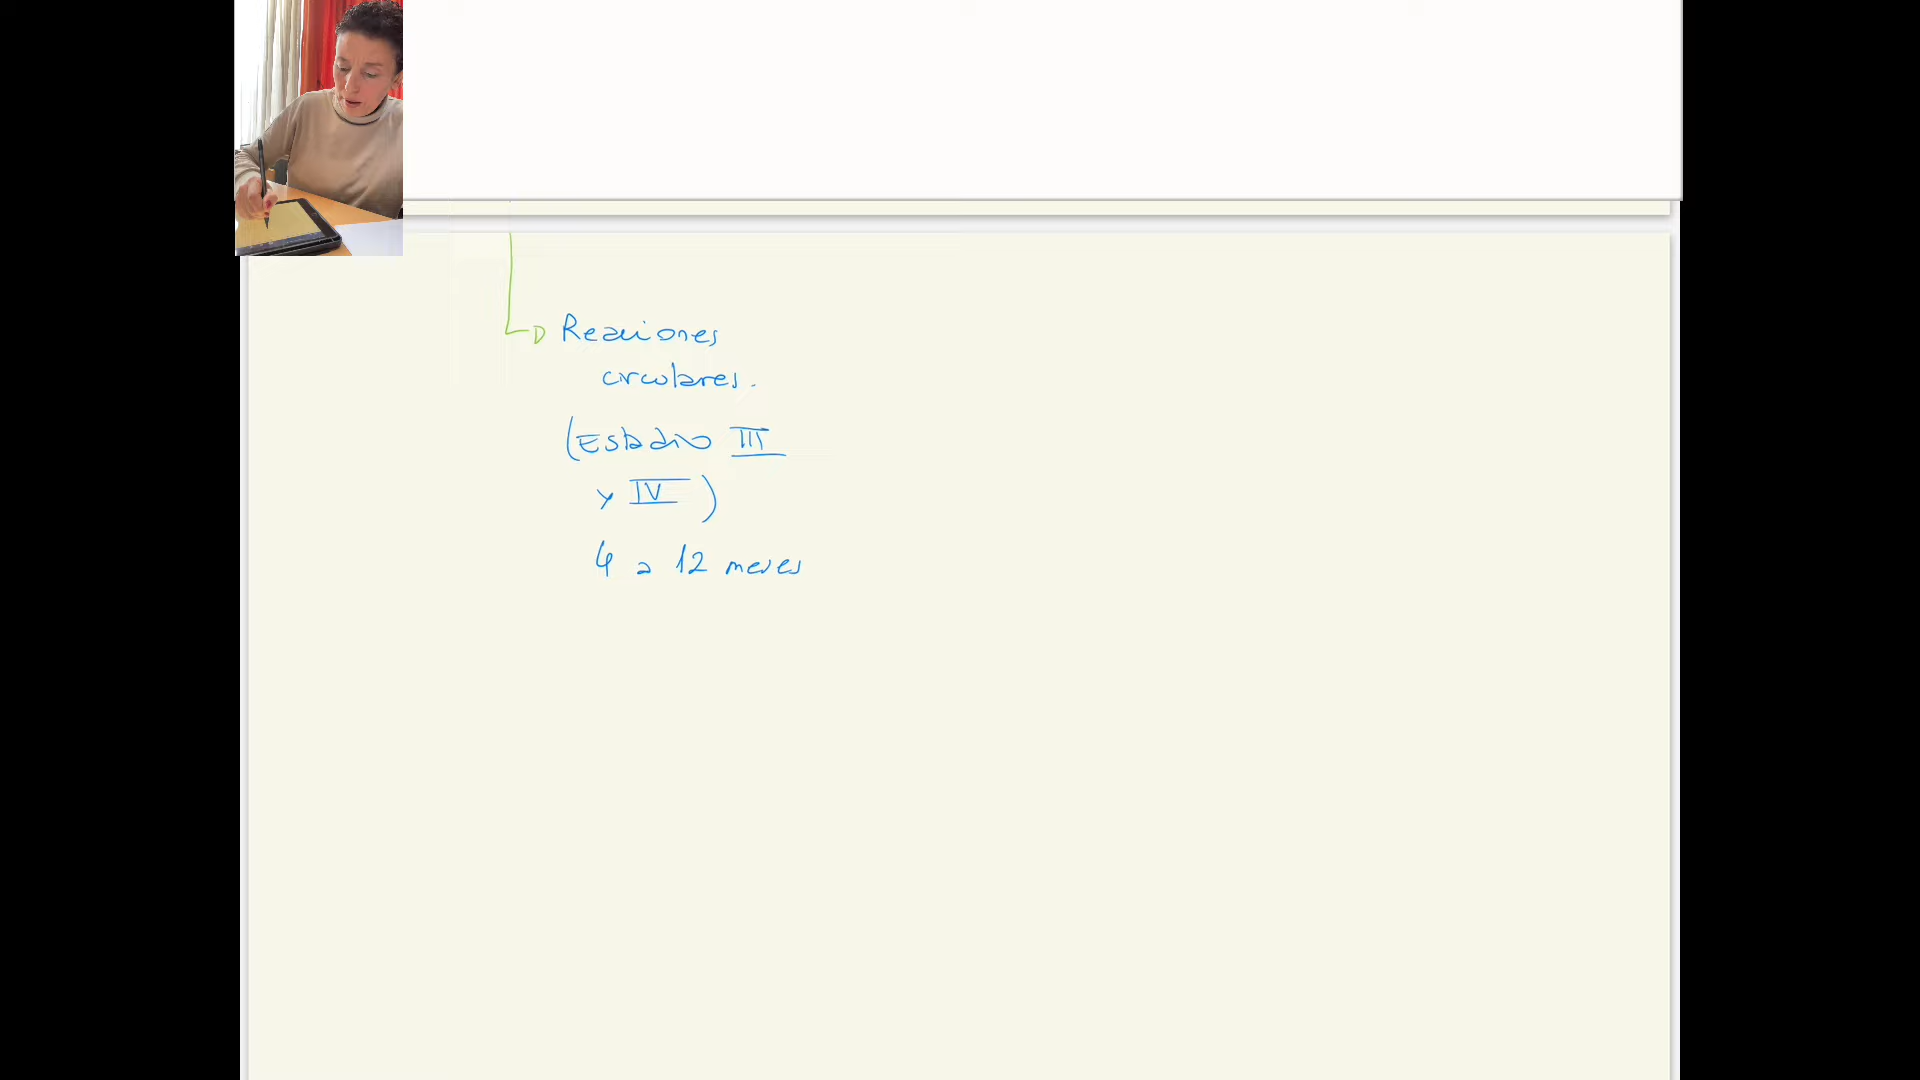 Reacciones
circulares.
(Estadio III
y IV)
4 a 12 meses